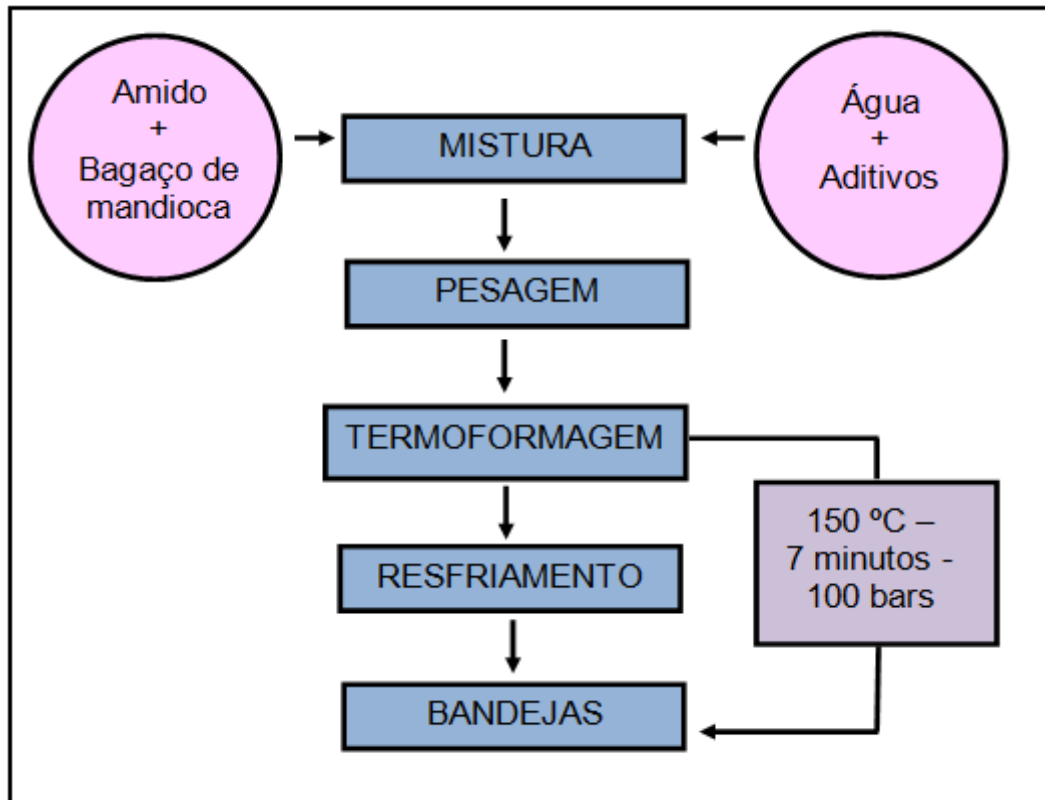 Amido
+
Bagaço de
mandioca
MISTURA
Água
+
Aditivos
PESAGEM
TERMOFORMAGEM
150 ºC –
7 minutos -
100 bars
RESFRIAMENTO
BANDEJAS